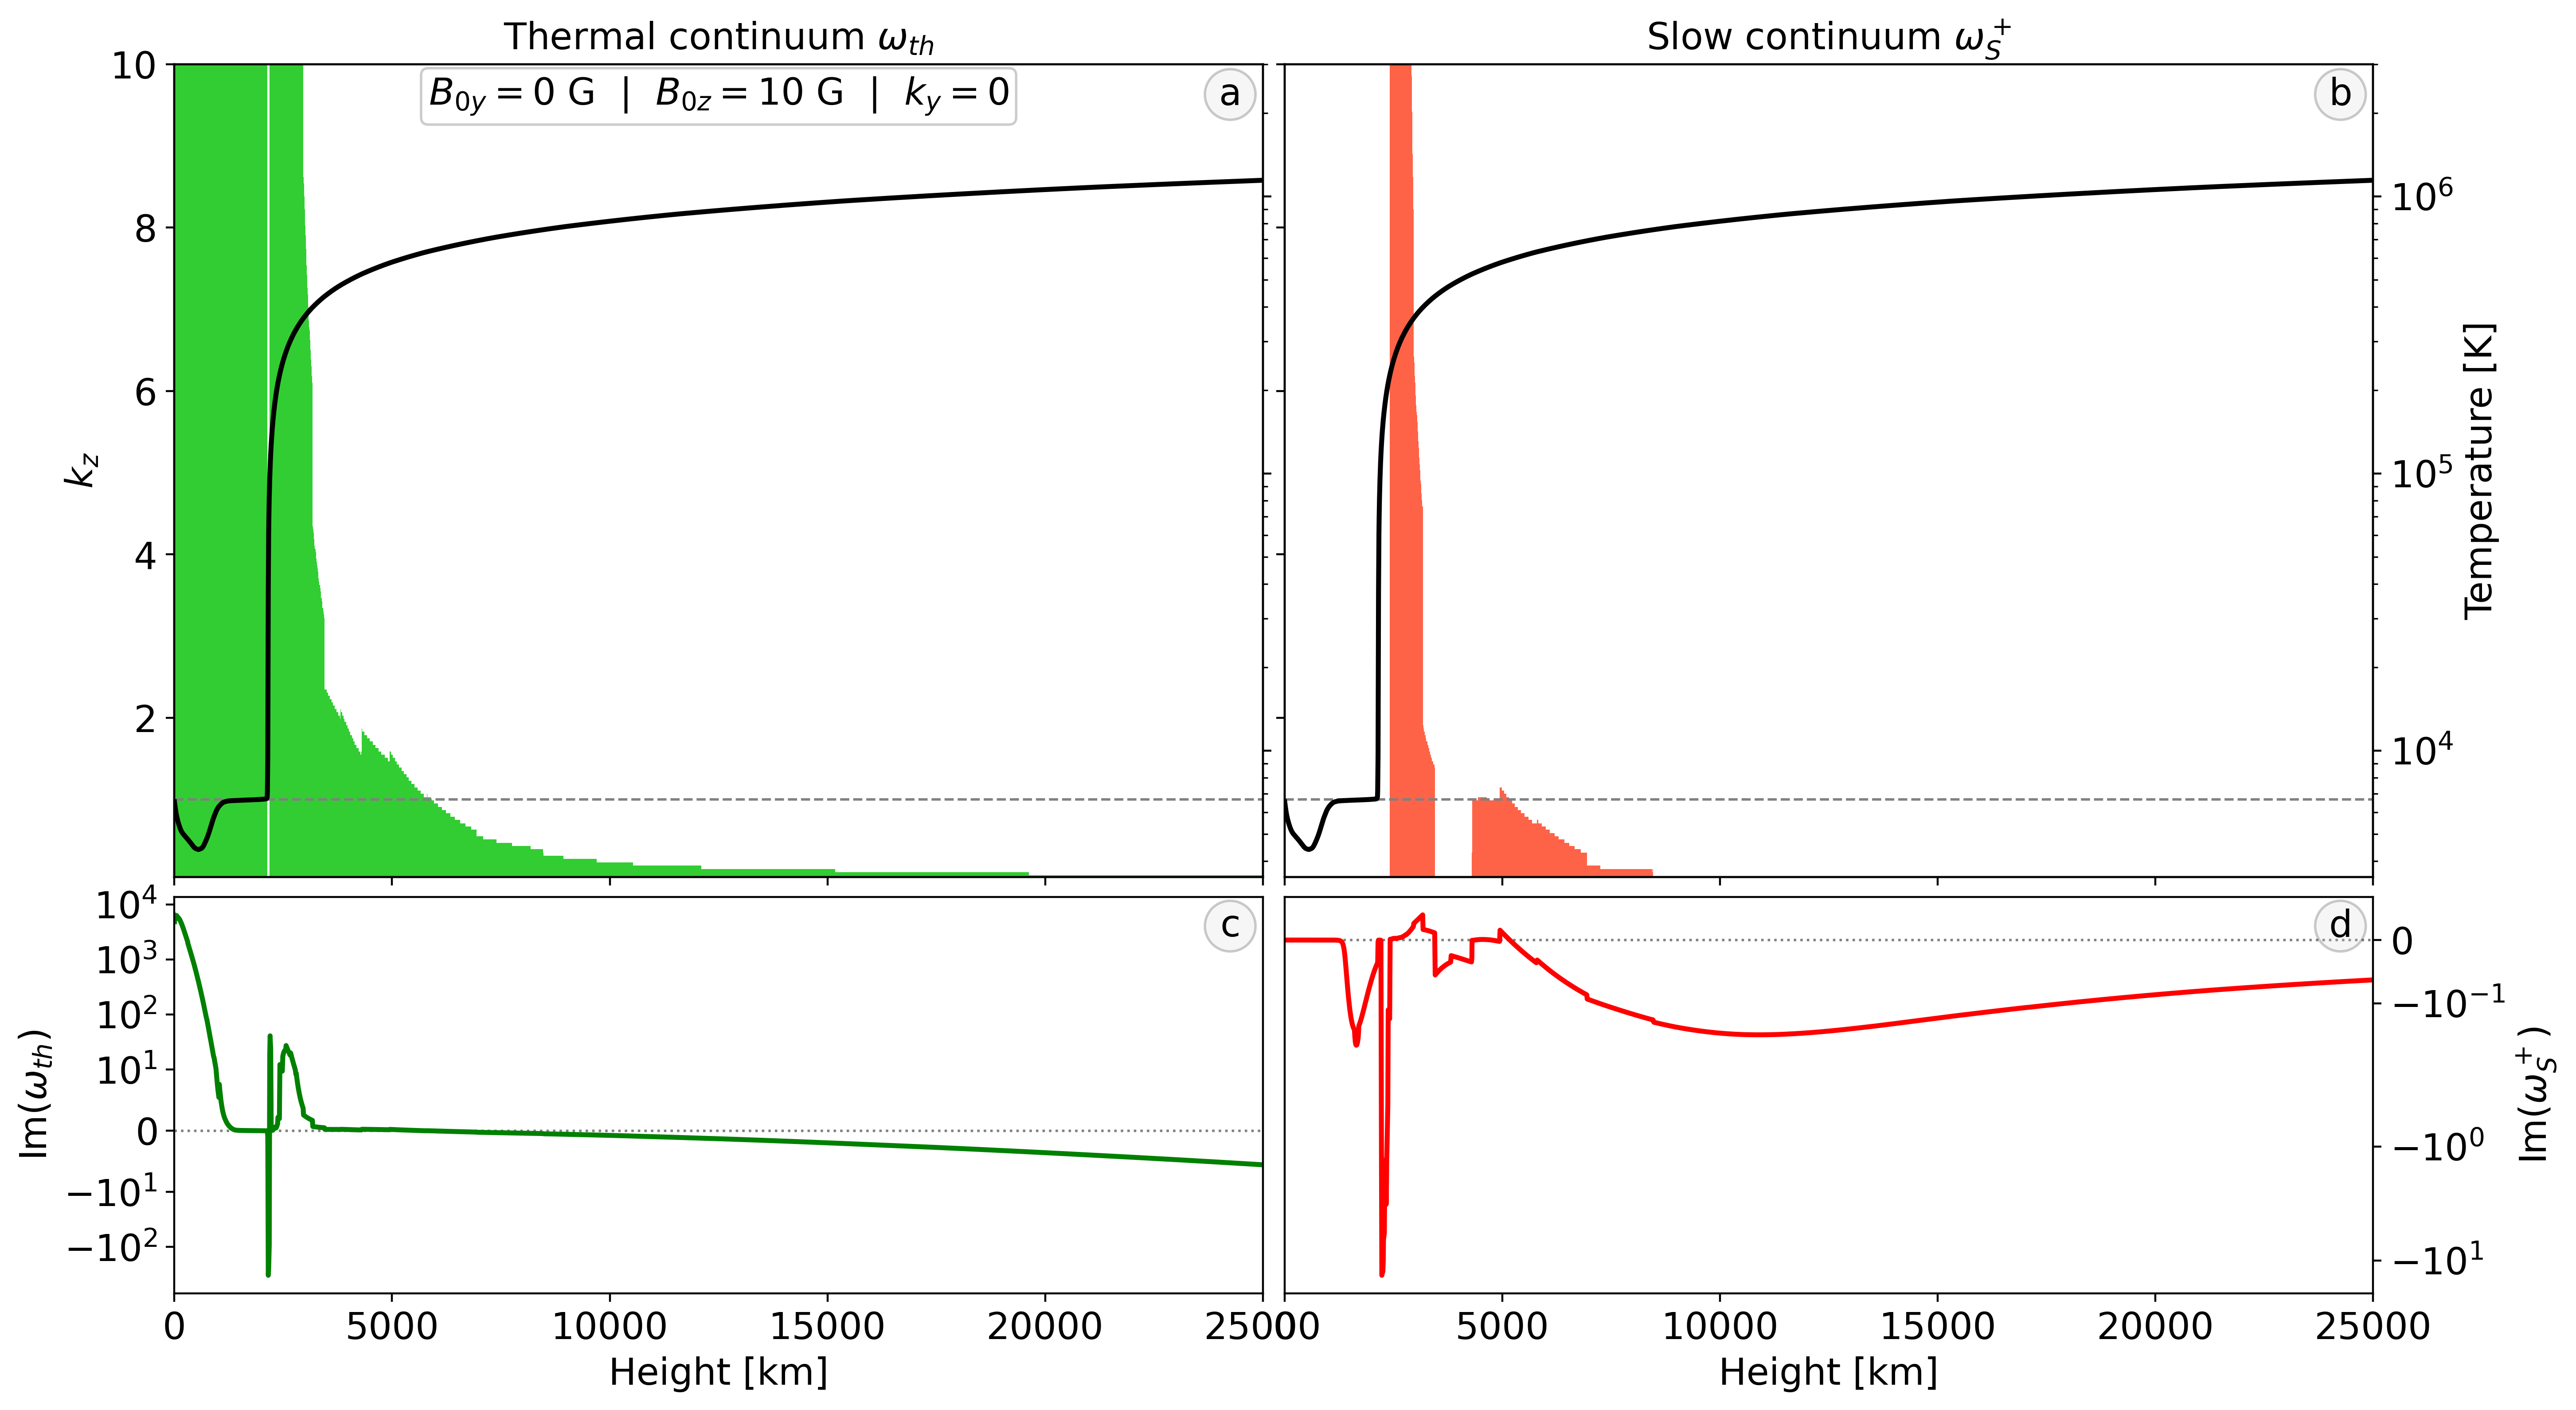 Thermal continuum ω_th
Slow continuum ω_S^+
B_0y = 0 G | B_0z = 10 G | k_y = 0
a
b
10
8
6
4
2
k_z
10^6
10^5
10^4
Temperature [K]
c
d
10^4
10^3
10^2
10^1
0
−10^1
−10^2
Im(ω_th)
0
−10^−1
−10^0
−10^1
Im(ω_S^+)
0 5000 10000 15000 20000 25000
0 5000 10000 15000 20000 25000
Height [km]
Height [km]